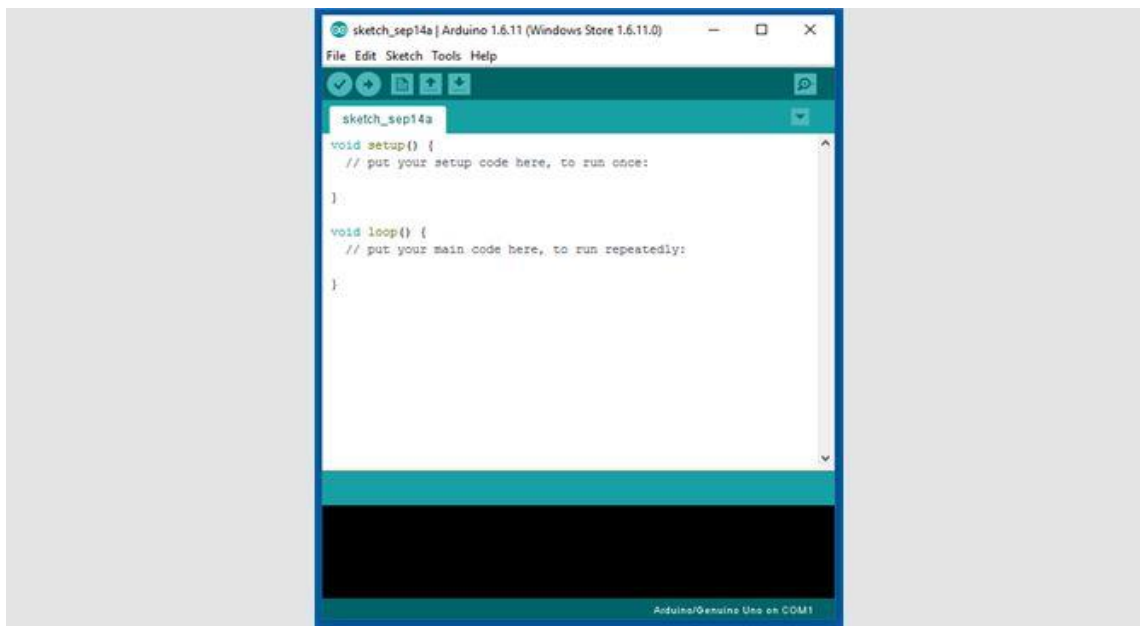 sketch_sep14a | Arduino 1.6.11 (Windows Store 1.6.11.0)
File Edit Sketch Tools Help
sketch_sep14a
void setup() {
  // put your setup code here, to run once:
}
void loop() {
  // put your main code here, to run repeatedly:
}
Arduino/Genuino Uno on COM1